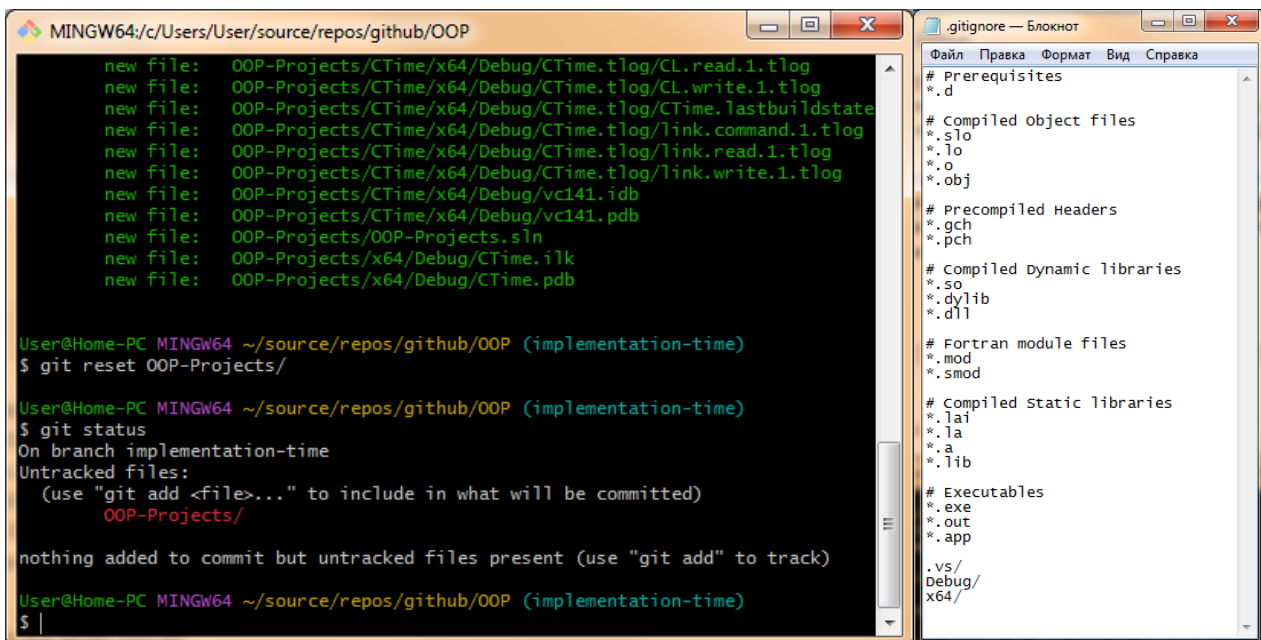 MINGW64:/c/Users/User/source/repos/github/OOP
new file:   OOP-Projects/CTime/x64/Debug/CTime.tlog/CL.read.1.tlog
new file:   OOP-Projects/CTime/x64/Debug/CTime.tlog/CL.write.1.tlog
new file:   OOP-Projects/CTime/x64/Debug/CTime.tlog/CTime.lastbuildstate
new file:   OOP-Projects/CTime/x64/Debug/CTime.tlog/link.command.1.tlog
new file:   OOP-Projects/CTime/x64/Debug/CTime.tlog/link.read.1.tlog
new file:   OOP-Projects/CTime/x64/Debug/CTime.tlog/link.write.1.tlog
new file:   OOP-Projects/CTime/x64/Debug/vc141.idb
new file:   OOP-Projects/CTime/x64/Debug/vc141.pdb
new file:   OOP-Projects/OOP-Projects.sln
new file:   OOP-Projects/x64/Debug/CTime.ilk
new file:   OOP-Projects/x64/Debug/CTime.pdb
User@Home-PC MINGW64 ~/source/repos/github/OOP (implementation-time)
$ git reset OOP-Projects/
User@Home-PC MINGW64 ~/source/repos/github/OOP (implementation-time)
$ git status
On branch implementation-time
Untracked files:
(use "git add <file>..." to include in what will be committed)
OOP-Projects/
nothing added to commit but untracked files present (use "git add" to track)
User@Home-PC MINGW64 ~/source/repos/github/OOP (implementation-time)
$
.gitignore — Блокнот
Файл Правка Формат Вид Справка
# Prerequisites
*.d
# Compiled Object files
*.slo
*.lo
*.o
*.obj
# Precompiled Headers
*.gch
*.pch
# Compiled Dynamic libraries
*.so
*.dylib
*.dll
# Fortran module files
*.mod
*.smod
# Compiled Static libraries
*.lai
*.la
*.a
*.lib
# Executables
*.exe
*.out
*.app
.vs/
Debug/
x64/